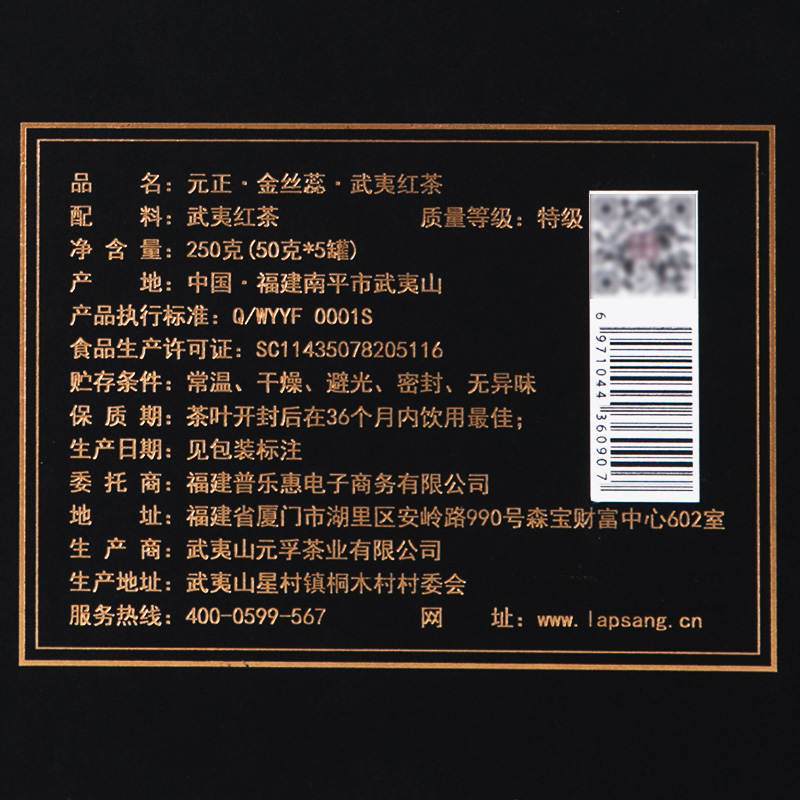 品名：元正·金丝蕊·武夷红茶
配料：武夷红茶 质量等级：特级
净含量：250克(50克*5罐)
产地：中国·福建南平市武夷山
产品执行标准：Q/WYYF 0001S
食品生产许可证：SC11435078205116
贮存条件：常温、干燥、避光、密封、无异味
保质期：茶叶开封后在36个月内饮用最佳；
生产日期：见包装标注
委托商：福建普乐惠电子商务有限公司
地址：福建省厦门市湖里区安岭路990号森宝财富中心602室
生产商：武夷山元孚茶业有限公司
生产地址：武夷山星村镇桐木村村委会
服务热线：400-0599-567 网址：www.lapsang.cn
6 971044 360907